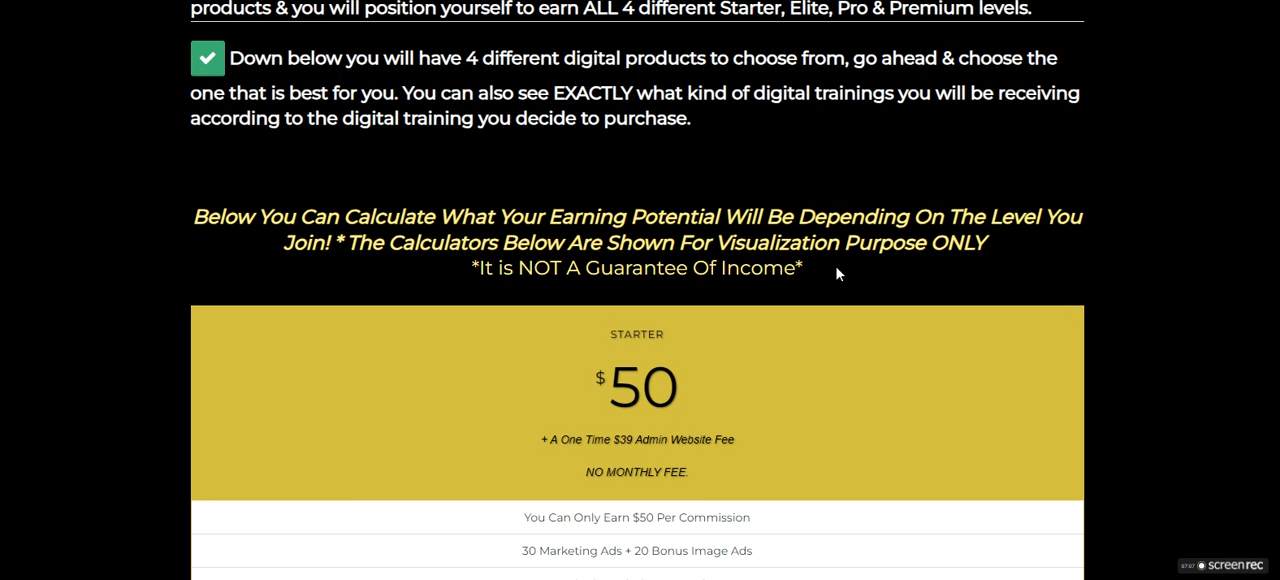 products & you will position yourself to earn ALL 4 different Starter, Elite, Pro & Premium levels.
Down below you will have 4 different digital products to choose from, go ahead & choose the
one that is best for you. You can also see EXACTLY what kind of digital trainings you will be receiving
according to the digital training you decide to purchase.
Below You Can Calculate What Your Earning Potential Will Be Depending On The Level You
Join! * The Calculators Below Are Shown For Visualization Purpose ONLY
*It is NOT A Guarantee Of Income*
STARTER
$50
+ A One Time $39 Admin Website Fee
NO MONTHLY FEE.
You Can Only Earn $50 Per Commission
30 Marketing Ads + 20 Bonus Image Ads
screenrec